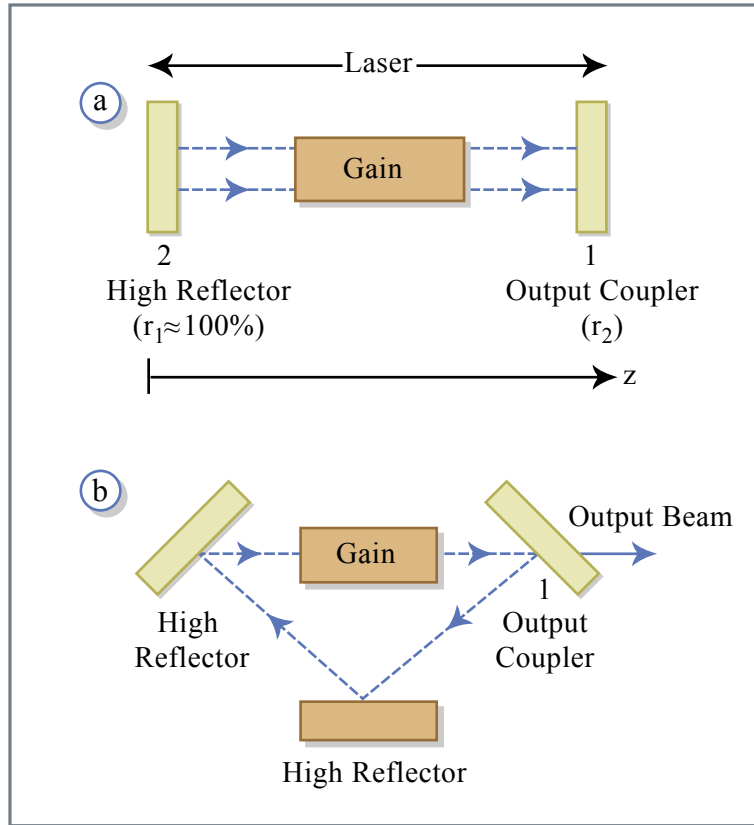 Laser
a
Gain
2
High Reflector
(r₁≈100%)
1
Output Coupler
(r₂)
z
b
Output Beam
Gain
High
Reflector
1
Output
Coupler
High Reflector